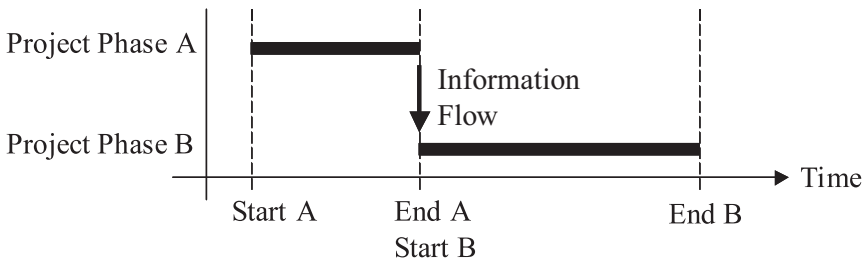 Project Phase A
Information
Flow
Project Phase B
Time
Start A
End A
Start B
End B